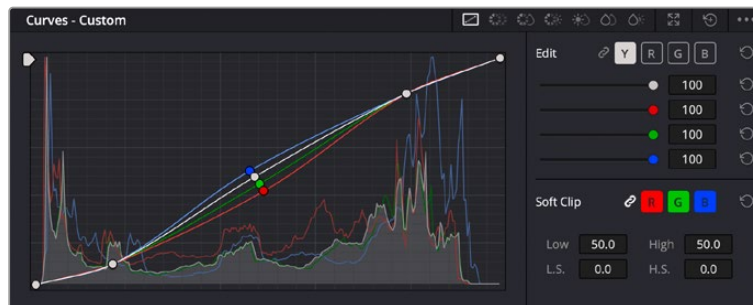 Curves - Custom
Edit Y R G B
100
100
100
100
Soft Clip R G B
Low 50.0 High 50.0
L.S. 0.0 H.S. 0.0